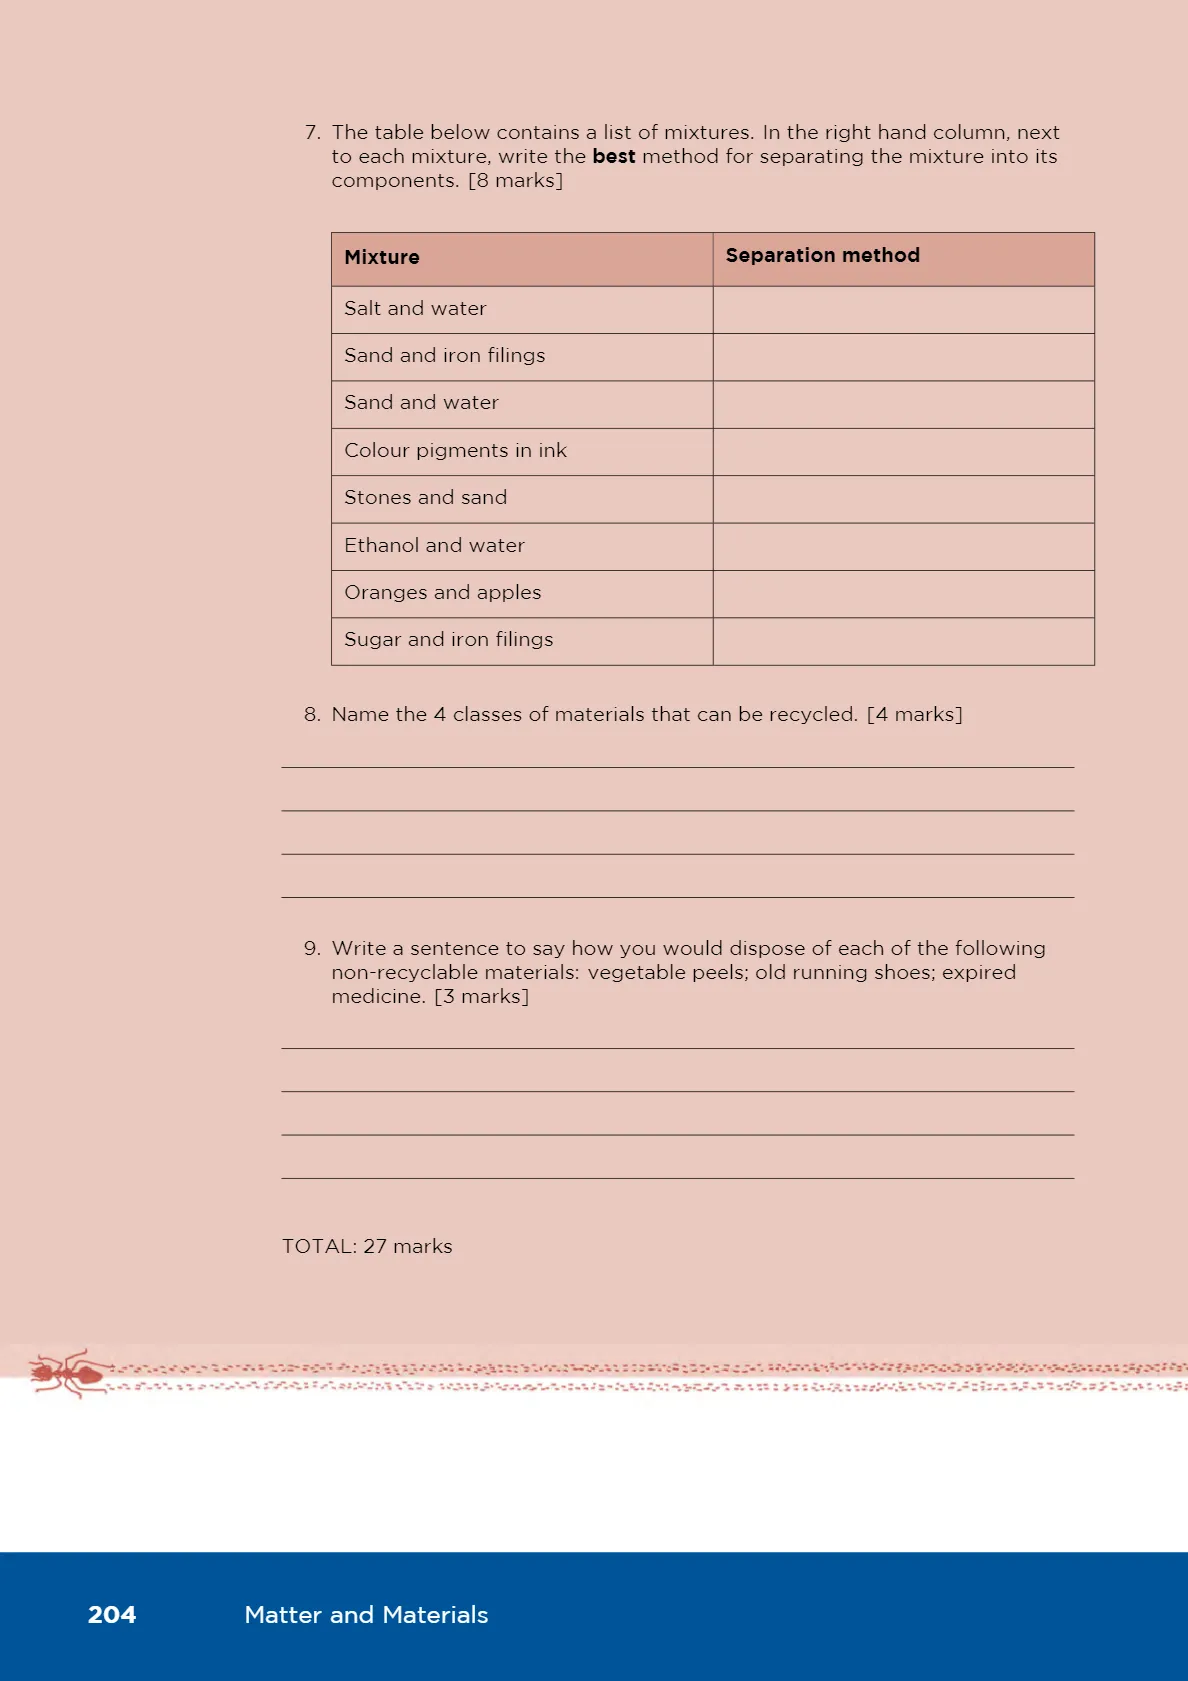 7. The table below contains a list of mixtures. In the right hand column, next
to each mixture, write the best method for separating the mixture into its
components. [8 marks]
Mixture Separation method
Salt and water
Sand and iron filings
Sand and water
Colour pigments in ink
Stones and sand
Ethanol and water
Oranges and apples
Sugar and iron filings
8. Name the 4 classes of materials that can be recycled. [4 marks]
9. Write a sentence to say how you would dispose of each of the following
non-recyclable materials: vegetable peels; old running shoes; expired
medicine. [3 marks]
TOTAL: 27 marks
204 Matter and Materials